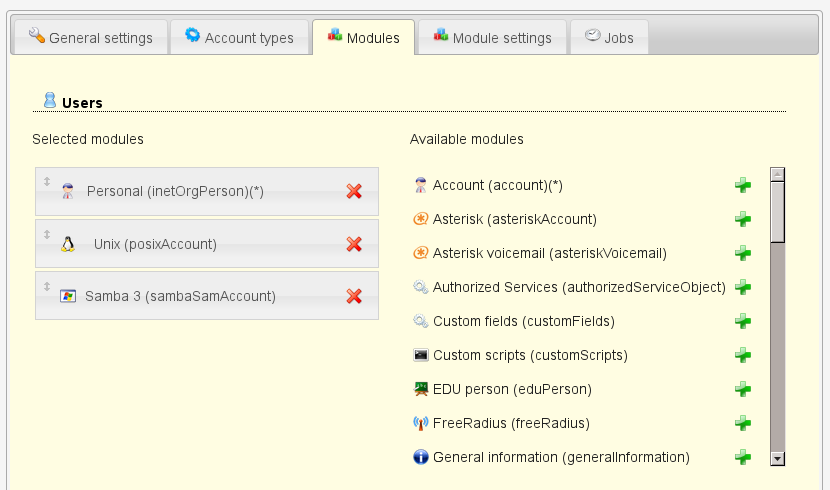 General settings
Account types
Modules
Module settings
Jobs
Users
Selected modules
Available modules
Personal (inetOrgPerson)(*)
Unix (posixAccount)
Samba 3 (sambaSamAccount)
Account (account)(*)
Asterisk (asteriskAccount)
Asterisk voicemail (asteriskVoicemail)
Authorized Services (authorizedServiceObject)
Custom fields (customFields)
Custom scripts (customScripts)
EDU person (eduPerson)
FreeRadius (freeRadius)
General information (generalInformation)